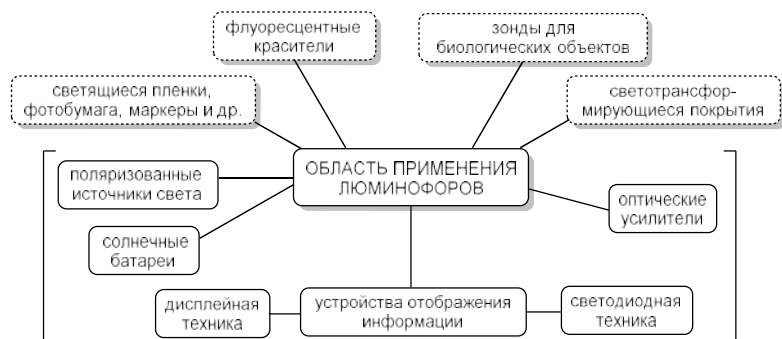 флуоресцентные
красители
зонды для
биологических объектов
светящиеся пленки,
фотобумага, маркеры и др.
светотрансфор-
мирующиеся покрытия
ОБЛАСТЬ ПРИМЕНЕНИЯ
ЛЮМИНОФОРОВ
поляризованные
источники света
оптические
усилители
солнечные
батареи
дисплейная
техника
устройства отображения
информации
светодиодная
техника